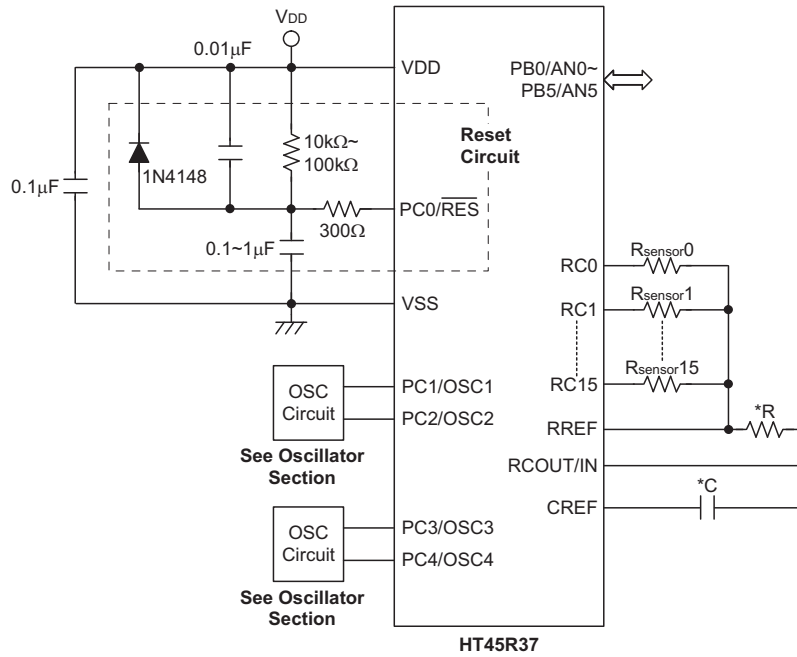 VDD
0.01µF
VDD
PB0/AN0~
PB5/AN5
Reset
Circuit
10kΩ~
100kΩ
1N4148
0.1µF
PC0/RES
300Ω
0.1~1µF
RC0
Rsensor0
VSS
RC1
Rsensor1
RC15
Rsensor15
OSC
Circuit
PC1/OSC1
PC2/OSC2
RREF
*R
See Oscillator
Section
RCOUT/IN
CREF
*C
OSC
Circuit
PC3/OSC3
PC4/OSC4
See Oscillator
Section
HT45R37